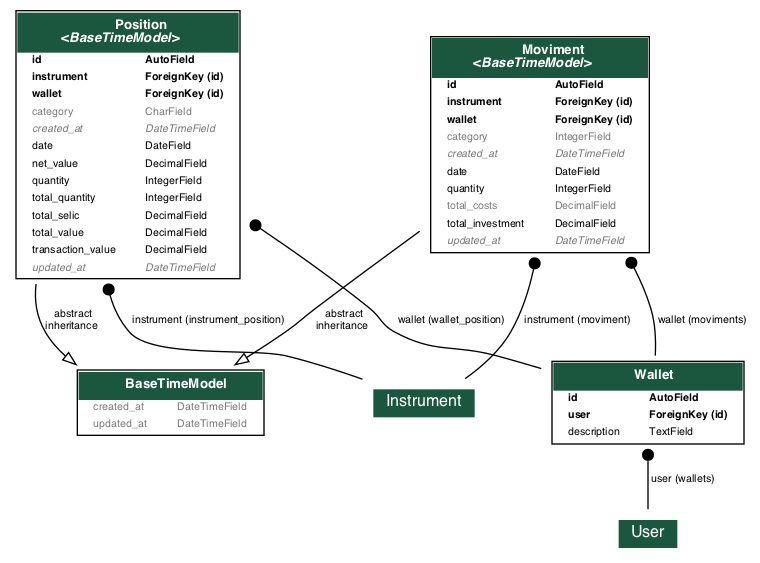 Position
<BaseTimeModel>
id AutoField
instrument ForeignKey (id)
wallet ForeignKey (id)
category CharField
created_at DateTimeField
date DateField
net_value DecimalField
quantity IntegerField
total_quantity IntegerField
total_selic DecimalField
total_value DecimalField
transaction_value DecimalField
updated_at DateTimeField
Moviment
<BaseTimeModel>
id AutoField
instrument ForeignKey (id)
wallet ForeignKey (id)
category IntegerField
created_at DateTimeField
date DateField
quantity IntegerField
total_costs DecimalField
total_investment DecimalField
updated_at DateTimeField
abstract
inheritance
instrument (instrument_position)
abstract
inheritance
wallet (wallet_position)
instrument (moviment)
wallet (moviments)
BaseTimeModel
created_at DateTimeField
updated_at DateTimeField
Instrument
Wallet
id AutoField
user ForeignKey (id)
description TextField
user (wallets)
User